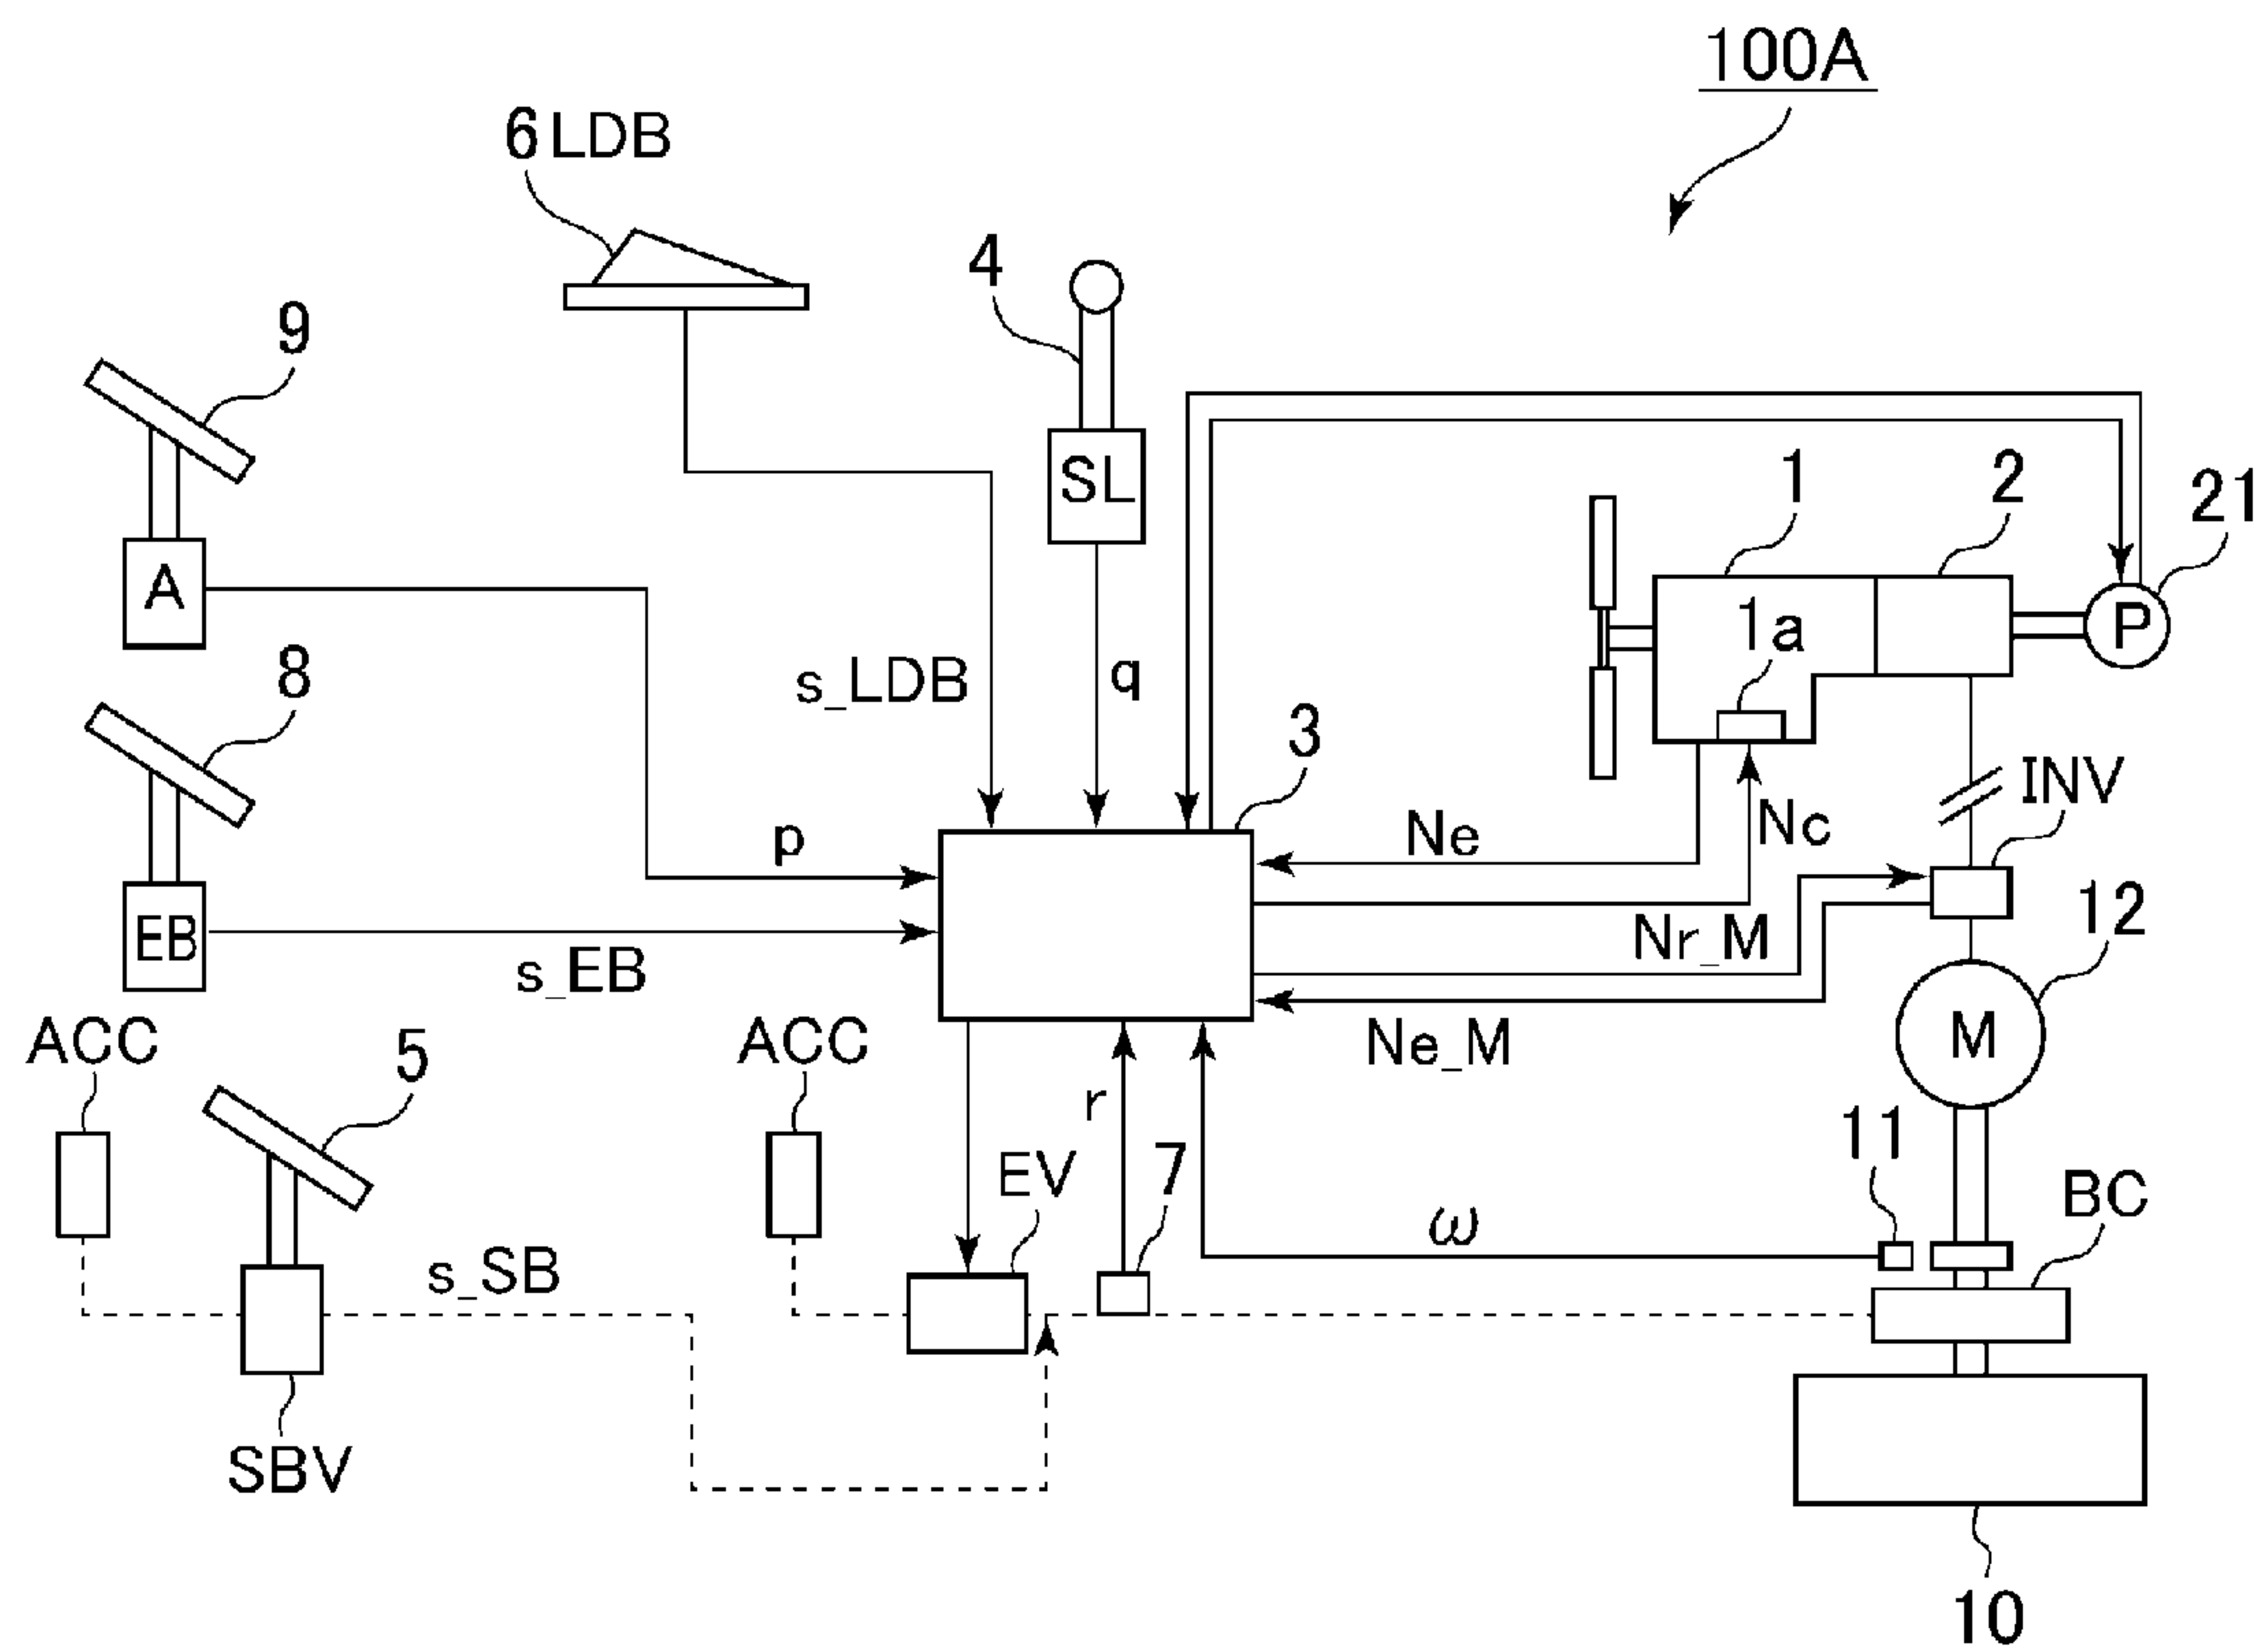 100A
6 LDB
4
9
SL
1
2
21
A
1a
P
8
s_LDB
q
3
INV
p
Ne
Nc
EB
s_EB
Nr_M
12
ACC
5
ACC
Ne_M
M
r
7
11
EV
BC
s_SB
ω
SBV
10